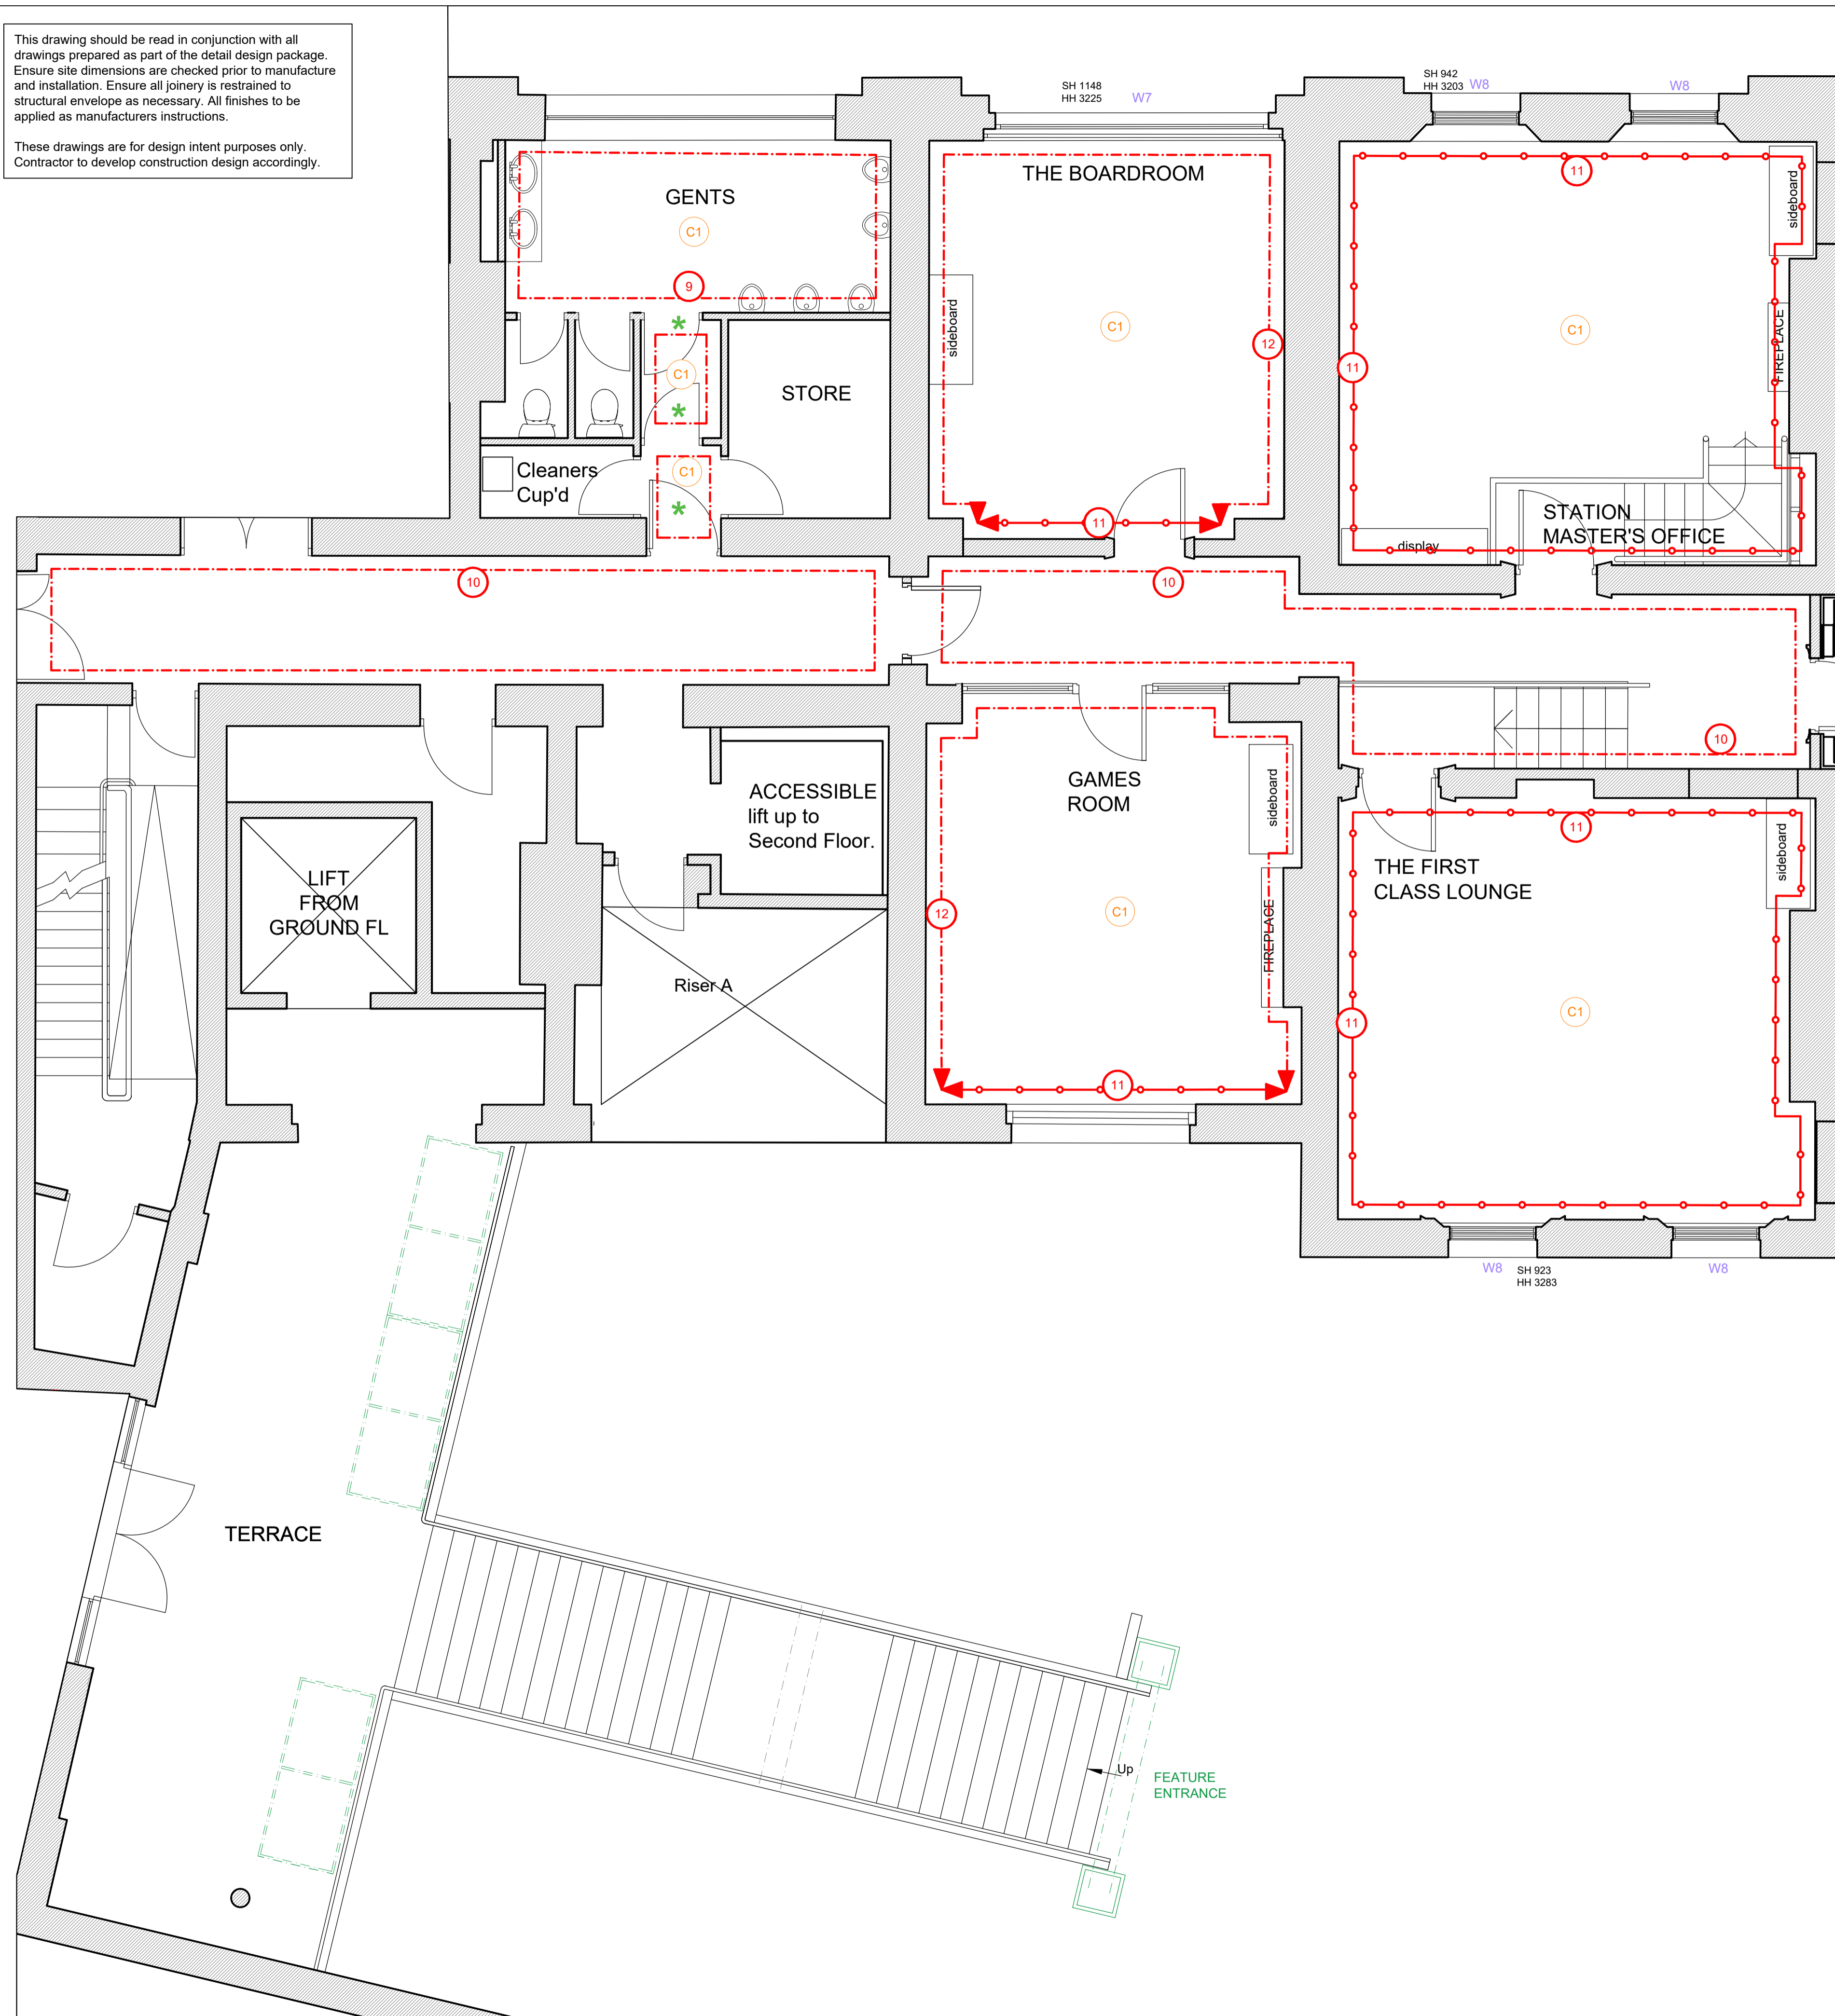 This drawing should be read in conjunction with all
drawings prepared as part of the detail design package.
Ensure site dimensions are checked prior to manufacture
and installation. Ensure all joinery is restrained to
structural envelope as necessary. All finishes to be
applied as manufacturers instructions.
These drawings are for design intent purposes only.
Contractor to develop construction design accordingly.
SH 1148
HH 3225
W7
SH 942
HH 3203
W8
W8
GENTS
C1
9
*
C1
*
C1
*
STORE
Cleaners
Cup'd
THE BOARDROOM
sideboard
C1
12
11
11
sideboard
C1
FIREPLACE
11
STATION
MASTER'S OFFICE
display
10
10
10
ACCESSIBLE
lift up to
Second Floor.
LIFT
FROM
GROUND FL
Riser A
GAMES
ROOM
sideboard
12
C1
FIREPLACE
11
11
THE FIRST
CLASS LOUNGE
sideboard
11
C1
W8
SH 923
HH 3283
W8
TERRACE
Up
FEATURE
ENTRANCE